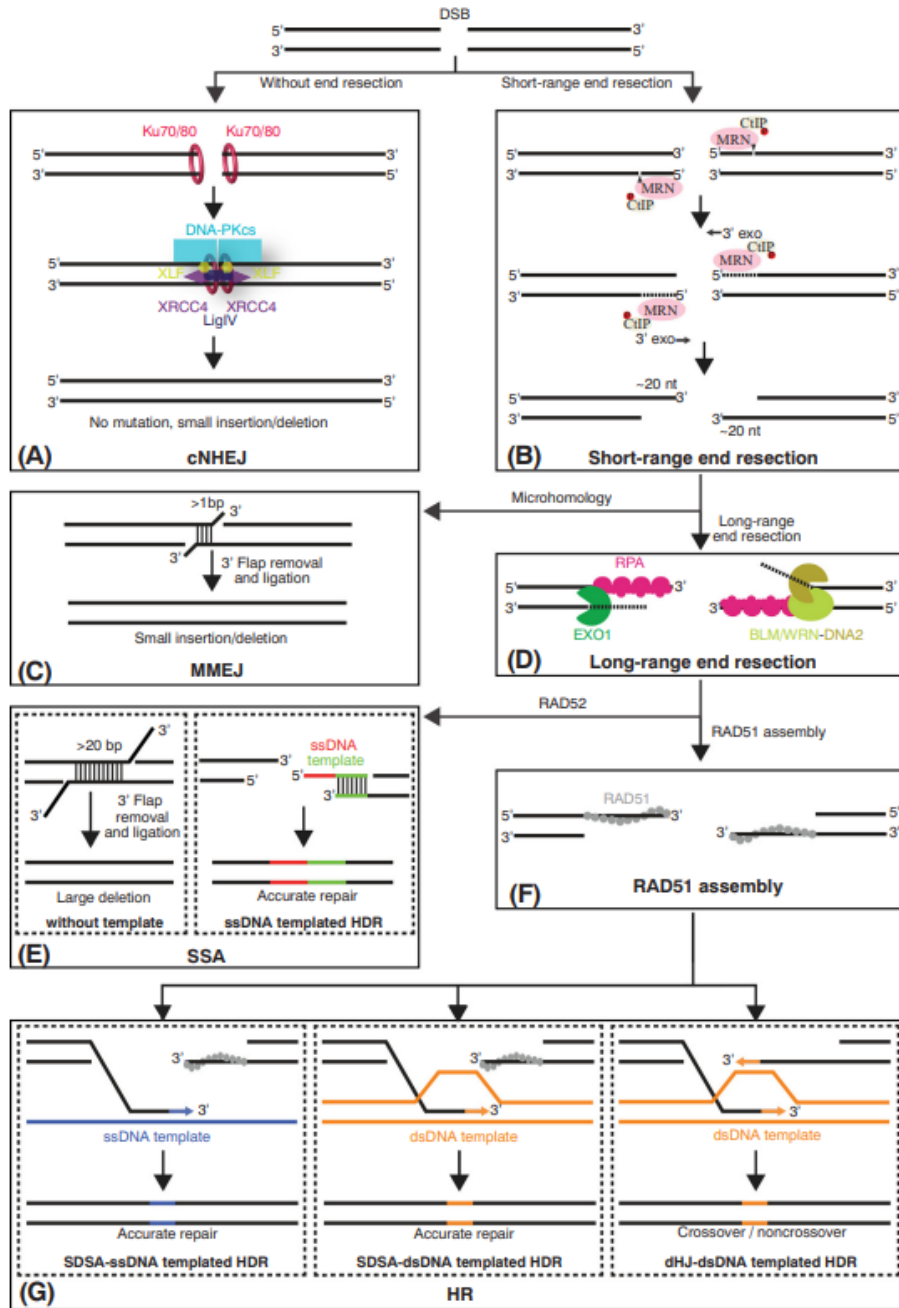 DSB
5' 3'
3' 5'
Without end resection
Short-range end resection
Ku70/80 Ku70/80
5' 3'
3' 5'
DNA-PKcs
5' 3'
XLF XLF
3' 5'
XRCC4 XRCC4
LigIV
5' 3'
3' 5'
No mutation, small insertion/deletion
(A) cNHEJ
CtIP
MRN
5' 3' 5' 3'
3' 5' 3' 5'
MRN
CtIP
3' exo
CtIP
MRN
5' 5' 3'
3' 5' 3' 5'
MRN
CtIP
3' exo
~20 nt
5' 3' 3'
3' 3' 5'
~20 nt
(B) Short-range end resection
Microhomology
Long-range
end resection
>1bp 3'
3'
3' Flap removal
and ligation
Small insertion/deletion
(C) MMEJ
RPA
5' 3' 3'
3' 3' 5'
EXO1
BLM/WRN-DNA2
(D) Long-range end resection
RAD52
RAD51 assembly
3'
>20 bp
3'
3' Flap
removal
and ligation
Large deletion
without template
3'
ssDNA
template
5' 5'
3'
Accurate repair
ssDNA templated HDR
(E) SSA
RAD51
5' 3' 5'
3' 3' 3'
(F) RAD51 assembly
3'
3'
ssDNA template
Accurate repair
SDSA-ssDNA templated HDR
3'
3'
dsDNA template
Accurate repair
SDSA-dsDNA templated HDR
3'
3'
dsDNA template
Crossover / noncrossover
dHJ-dsDNA templated HDR
(G) HR